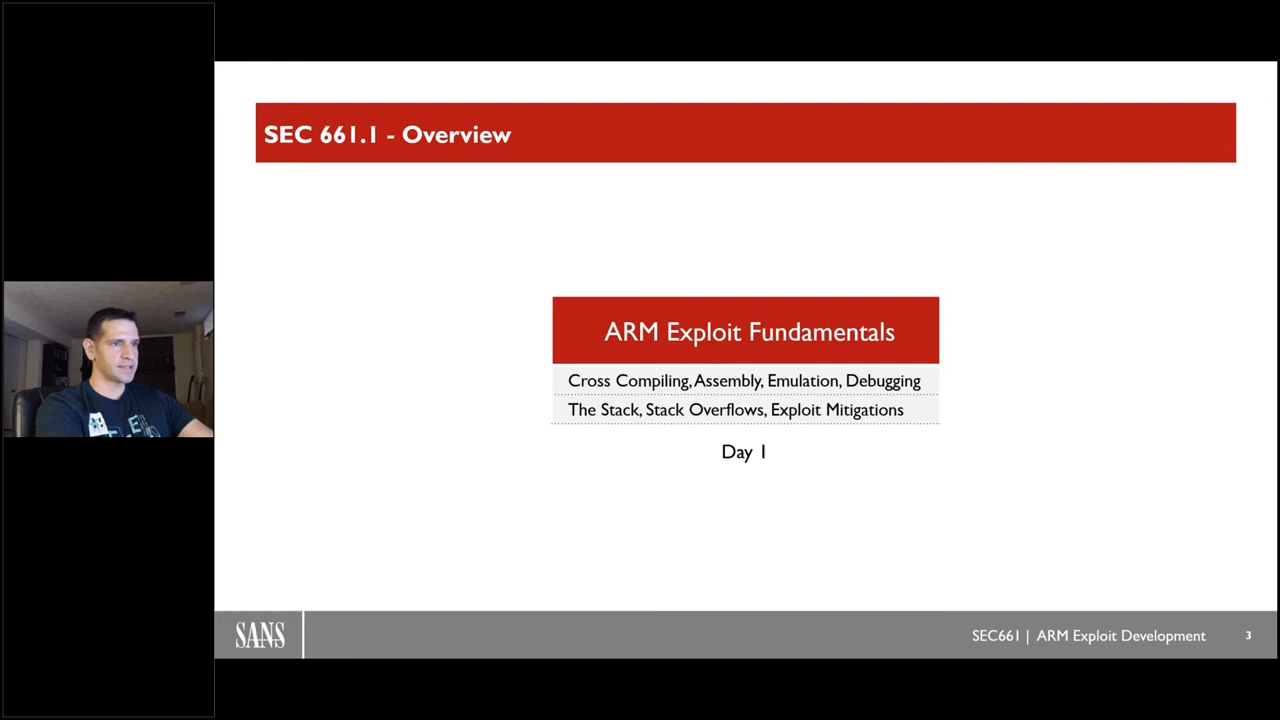 SEC 661.1 - Overview
ARM Exploit Fundamentals
Cross Compiling, Assembly, Emulation, Debugging
The Stack, Stack Overflows, Exploit Mitigations
Day 1
SANS
SEC661 | ARM Exploit Development
3